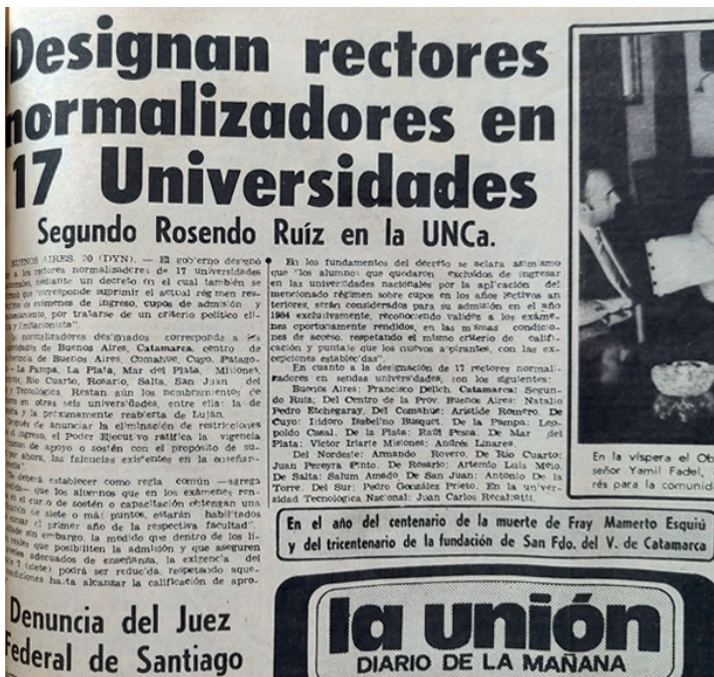 Designan rectores
normalizadores en
17 Universidades
Segundo Rosendo Ruíz en la UNCa.
BUENOS AIRES, 20 (DYN). — El gobierno designó
a los rectores normalizadores de 17 universidades
mediante un decreto en el cual también se
que corresponde suprimir el actual régimen
de exámenes de ingreso, cupos de admisión y
por tratarse de un criterio político
y limitacionista".
normalizadores designados corresponde a
de Buenos Aires, Catamarca, centro de
de Buenos Aires, Comahue, Cuyo,
La Pampa, La Plata, Mar del Plata, Misiones,
Río Cuarto, Rosario, Salta, San Juan del
y Tecnológica Restan aún los nombramientos de
otras seis universidades, entre ellas la de
y la próximamente reabierta de Luján.
Después de anunciar la eliminación de restricciones
ingreso, el Poder Ejecutivo ratifica la vigencia
de apoyo o sostén con el propósito de
por ahora, las falencias existentes en la
deberá establecer como regla común —agrega
que los alumnos que en los exámenes
el curso de sostén o capacitación obtengan una
de siete o más puntos, estarán habilitados
el primer año de la respectiva facultad".
sin embargo, la medida que dentro de los
que posibiliten la admisión y que aseguren
adecuados de enseñanza, la exigencia del
7 (siete) podrá ser reducida, respetando
hasta alcanzar la calificación de
En los fundamentos del decreto se aclara asimismo
que "los alumnos que quedaron excluidos de ingresar
en las universidades nacionales por la aplicación del
mencionado régimen sobre cupos en los años lectivos an
teriores, serán considerados para su admisión en el año
1984 exclusivamente, reconociendo validez a los exáme
nes oportunamente rendidos, en las mismas condicio
nes de acceso, respetando el mismo criterio de califi
cación y puntaje que los nuevos aspirantes, con las ex
cepciones establecidas".
En cuanto a la designación de 17 rectores normali
zadores en sendas universidades, son los siguientes:
Buenos Aires: Francisco Delich. Catamarca: Segun
do Ruiz; Del Centro de la Prov. Buenos Aires: Natalio
Pedro Etchegaray. Del Comahue: Arístide Romero. De
Cuyo: Isidoro Busquet. De la Pampa: Leo
poldo Casal. De la Plata: Raúl Pesca. De Mar del
Plata: Víctor Iriarte Misiones: Andrés Linares.
Del Nordeste: Armando Rovero. De Río Cuarto:
Juan Pereyra Pinto. De Rosario: Artemio Luis Melo.
De Salta: Salum Amado. De San Juan: Antonio De la
Torre. Del Sur: Pedro González Prieto. En la univer
sidad Tecnológica Nacional: Juan Carlos
En la víspera el Ob
señor Yamil Fadel,
rés para la comunida
En el año del centenario de la muerte de Fray Mamerto Esquiú
y del tricentenario de la fundación de San Fdo. del V. de Catamarca
Denuncia del Juez
Federal de Santiago
la unión
DIARIO DE LA MAÑANA